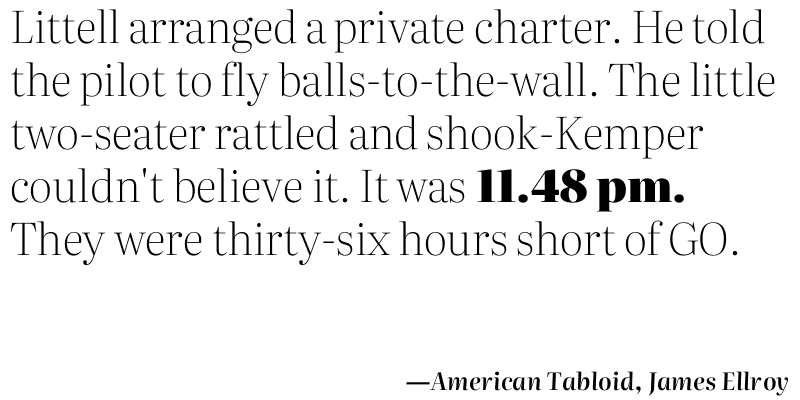 Littell arranged a private charter. He told
the pilot to fly balls-to-the-wall. The little
two-seater rattled and shook-Kemper
couldn't believe it. It was 11.48 pm.
They were thirty-six hours short of GO.
—American Tabloid, James Ellroy